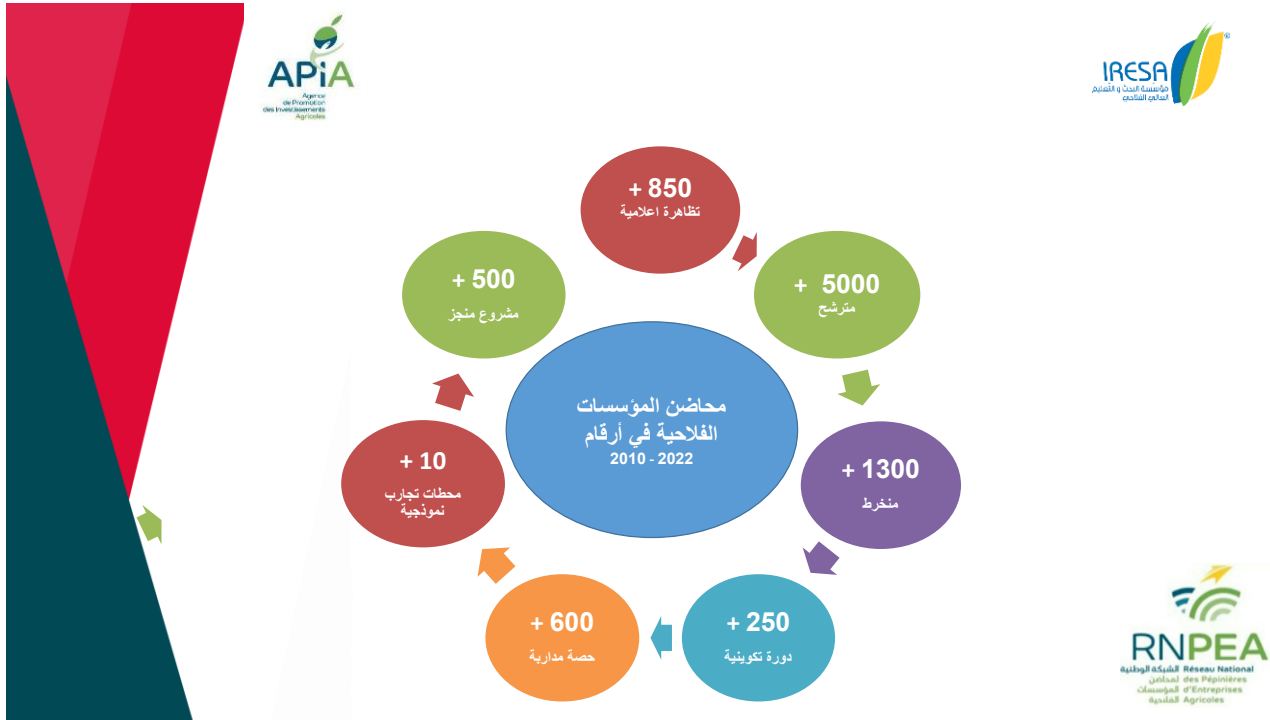 APiA
Agence
de Promotion
des Investissements
Agricoles
IRESA
®
مؤسسة البحث و التعليم
العالي الفلاحي
+ 850
تظاهرة اعلامية
+ 5000
مترشح
+ 1300
منخرط
+ 250
دورة تكوينية
+ 600
حصة مدارية
+ 10
محطات تجارب
نموذجية
+ 500
مشروع منجز
محاضن المؤسسات
الفلاحية في أرقام
2010 - 2022
RNPEA
الشبكة الوطنية Réseau National
لمحاضن des Pépinières
المؤسسات d'Entreprises
الفلاحية Agricoles